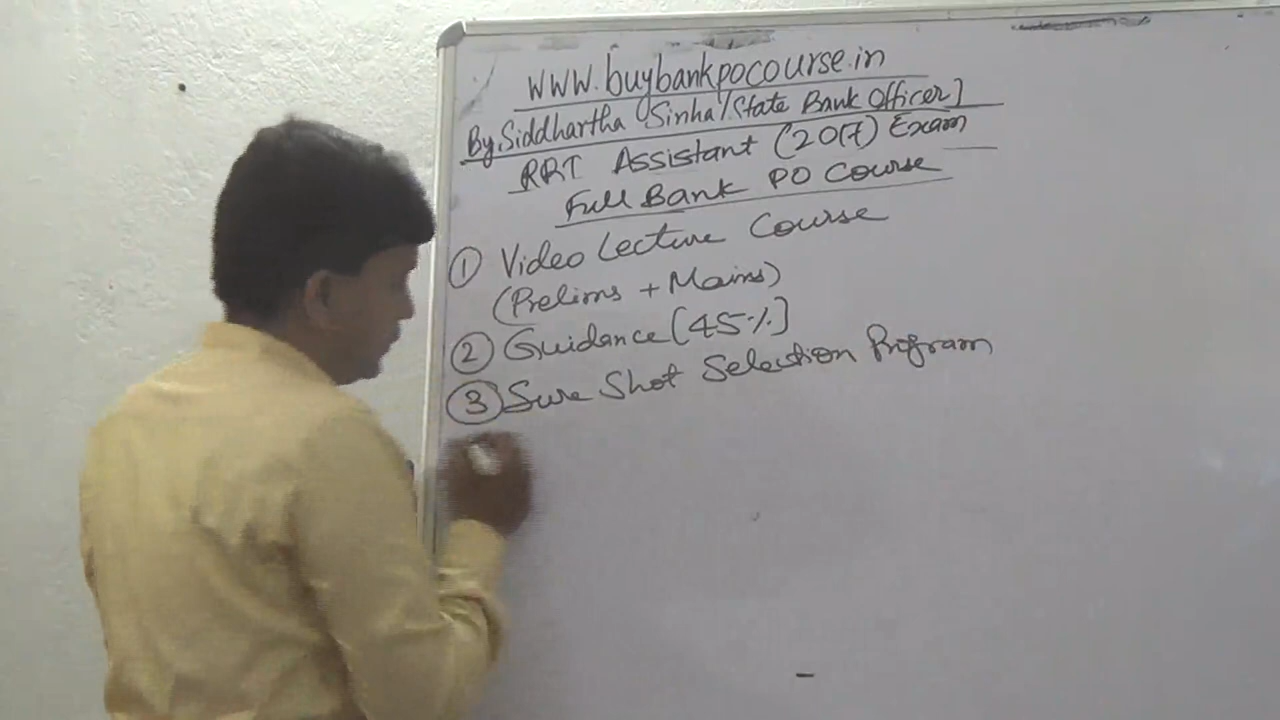 WWW.buybankpocourse.in
By, Siddhartha Sinha (State Bank Officer)
RRT Assistant (2017) Exam
Full Bank PO Course
① Video Lecture Course
(Prelims + Mains)
② Guidance [45%]
③ Sure Shot Selection Program